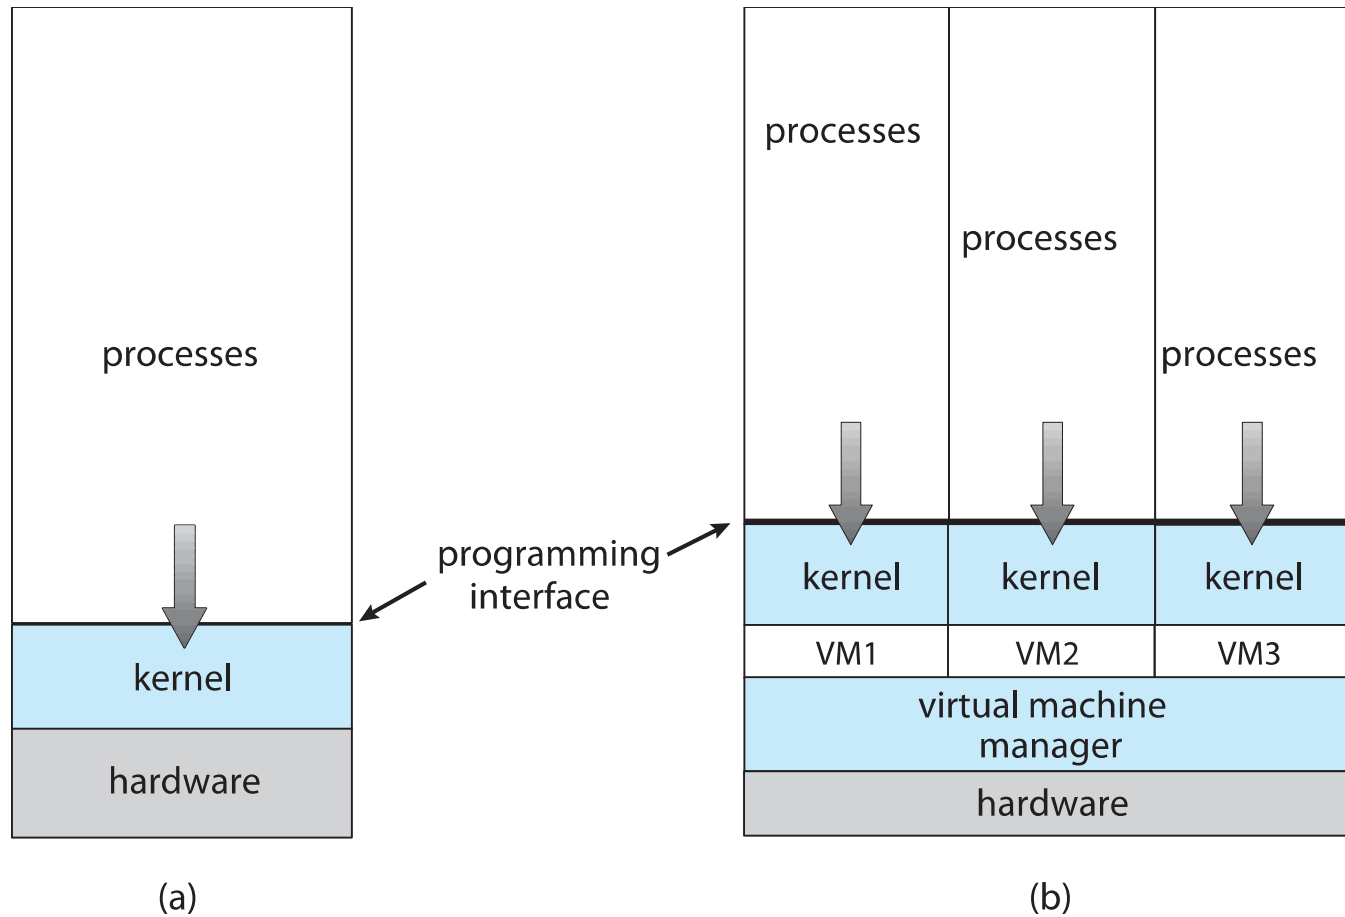 processes
programming
interface
kernel
hardware
(a)
processes
processes
processes
kernel
kernel
kernel
VM1
VM2
VM3
virtual machine
manager
hardware
(b)